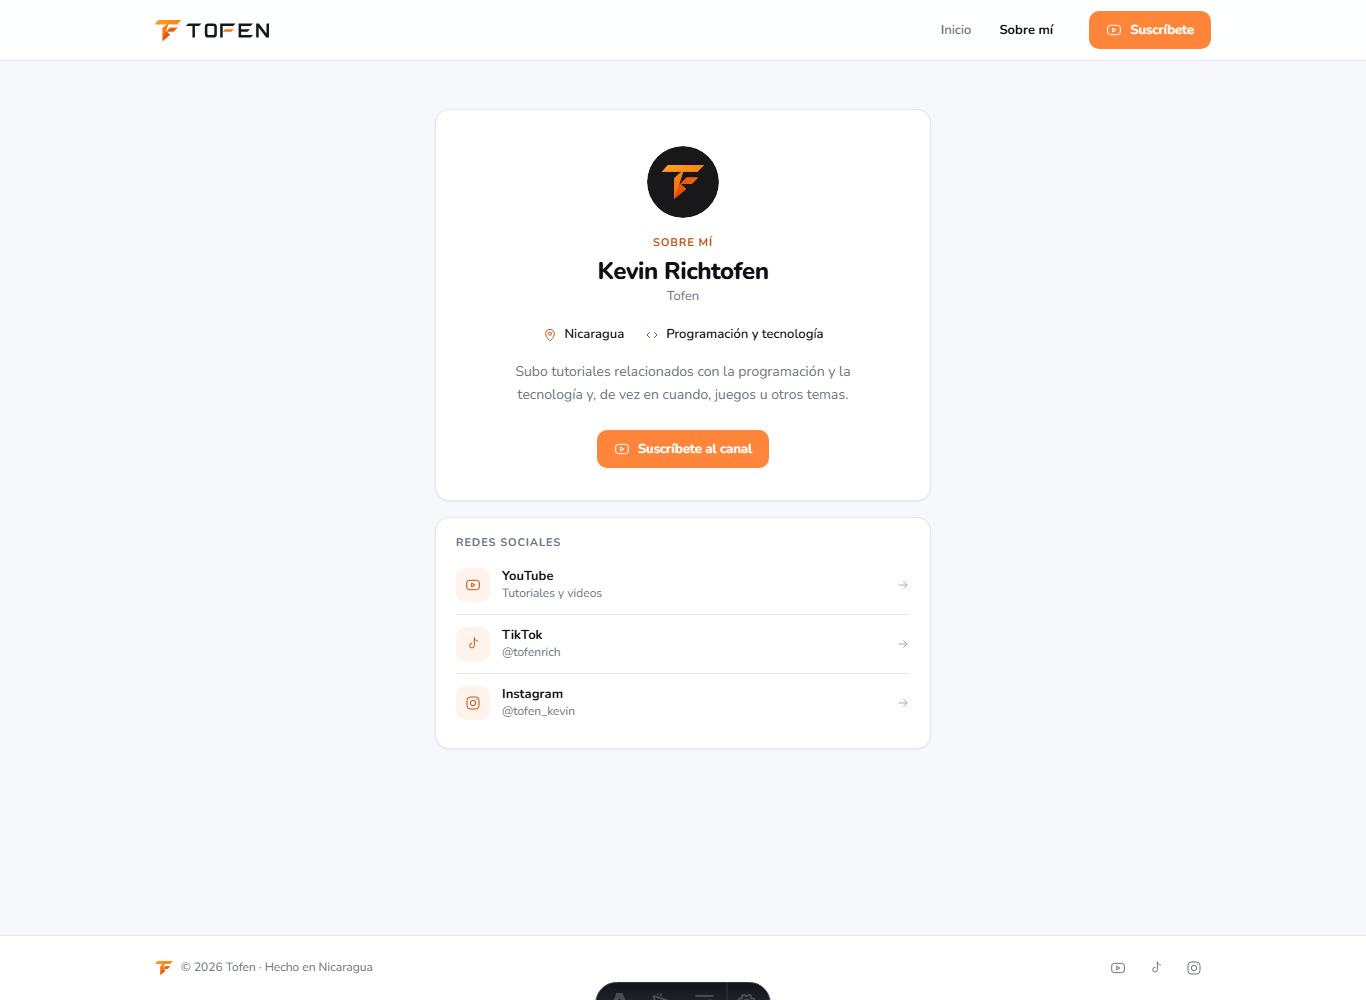 TOFEN
Inicio
Sobre mí
Suscríbete
SOBRE MÍ
Kevin Richtofen
Tofen
Nicaragua
Programación y tecnología
Subo tutoriales relacionados con la programación y la
tecnología y, de vez en cuando, juegos u otros temas.
Suscríbete al canal
REDES SOCIALES
YouTube
Tutoriales y videos
TikTok
@tofenrich
Instagram
@tofen_kevin
© 2026 Tofen · Hecho en Nicaragua